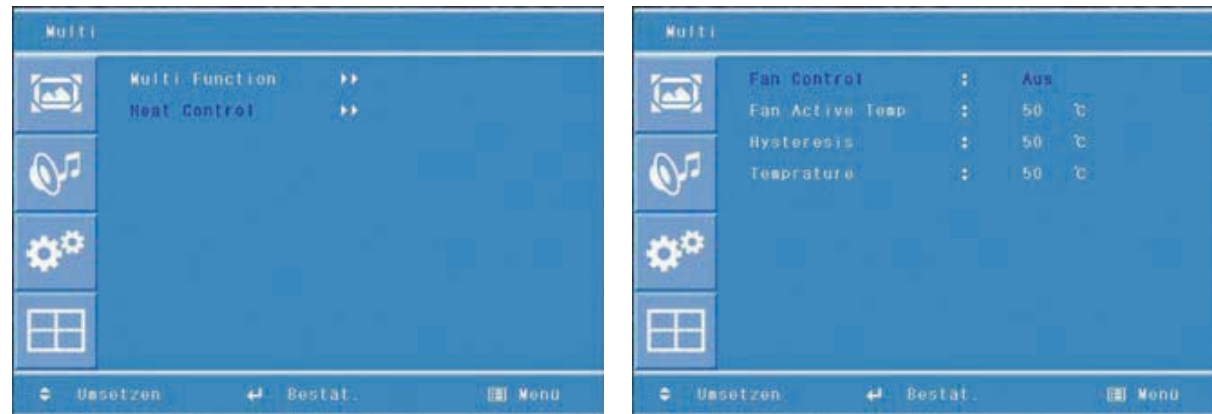 Multi
Multi Function
Heat Control
Umsetzen Bestät. Menü
Multi
Fan Control : Aus
Fan Active Temp : 50 ℃
Hysteresis : 50 ℃
Temprature : 50 ℃
Umsetzen Bestät. Menü